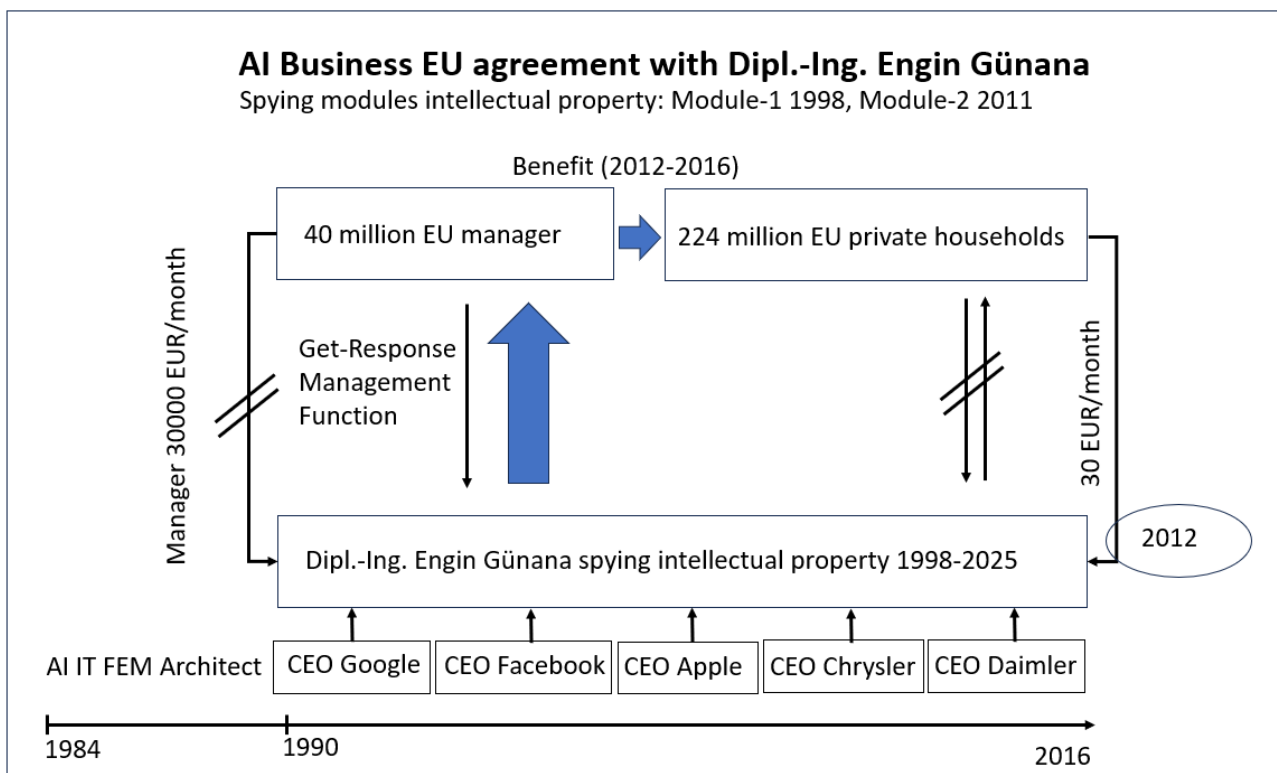 AI Business EU agreement with Dipl.-Ing. Engin Günana
Spying modules intellectual property: Module-1 1998, Module-2 2011
Benefit (2012-2016)
40 million EU manager
224 million EU private households
Manager 30000 EUR/month
Get-Response
Management
Function
30 EUR/month
2012
Dipl.-Ing. Engin Günana spying intellectual property 1998-2025
AI IT FEM Architect
CEO Google
CEO Facebook
CEO Apple
CEO Chrysler
CEO Daimler
1984
1990
2016